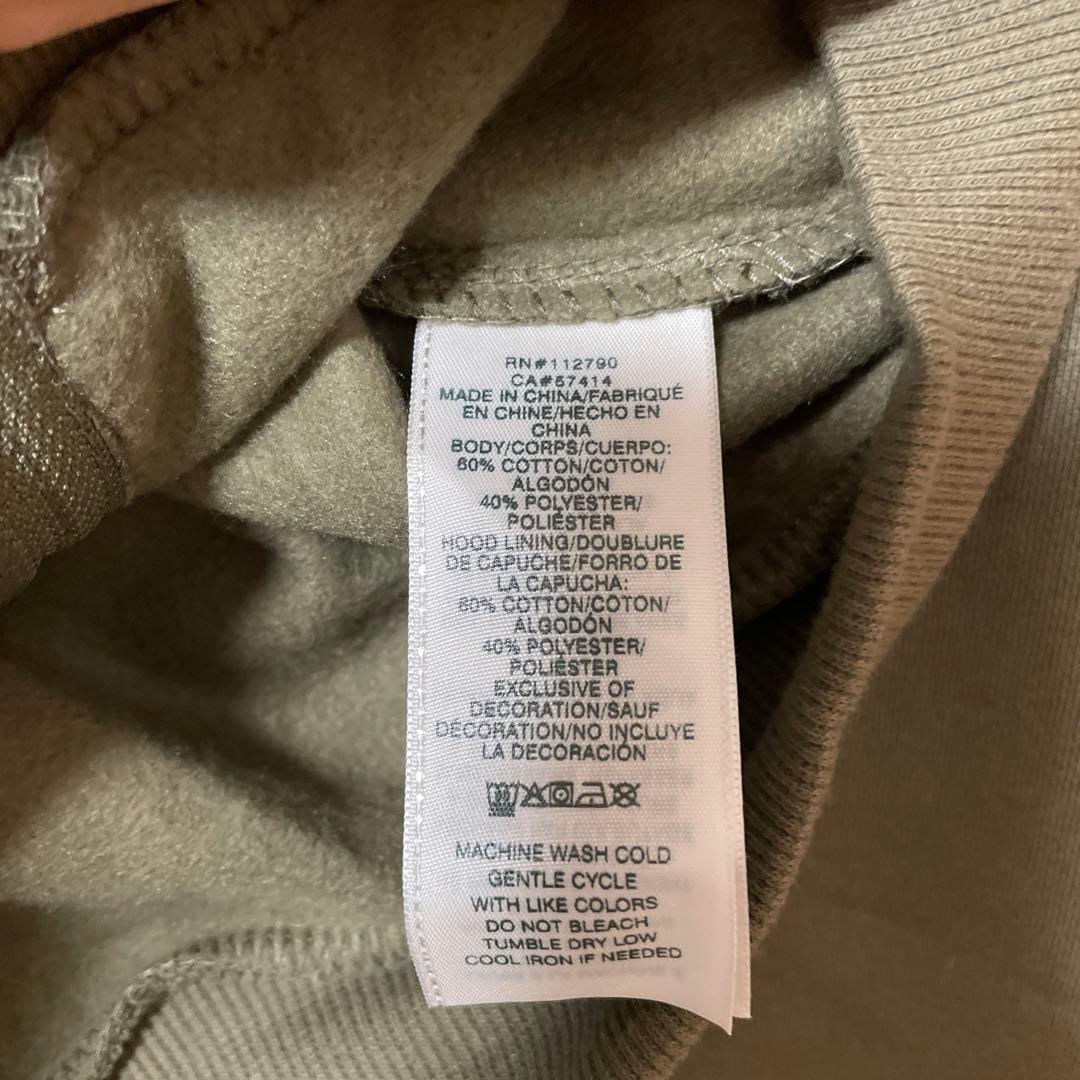 RN#112790
CA#57414
MADE IN CHINA/FABRIQUÉ
EN CHINE/HECHO EN
CHINA
BODY/CORPS/CUERPO:
60% COTTON/COTON/
ALGODÓN
40% POLYESTER/
POLIÉSTER
HOOD LINING/DOUBLURE
DE CAPUCHE/FORRO DE
LA CAPUCHA:
60% COTTON/COTON/
ALGODÓN
40% POLYESTER/
POLIÉSTER
EXCLUSIVE OF
DECORATION/SAUF
DÉCORATION/NO INCLUYE
LA DECORACIÓN
MACHINE WASH COLD
GENTLE CYCLE
WITH LIKE COLORS
DO NOT BLEACH
TUMBLE DRY LOW
COOL IRON IF NEEDED